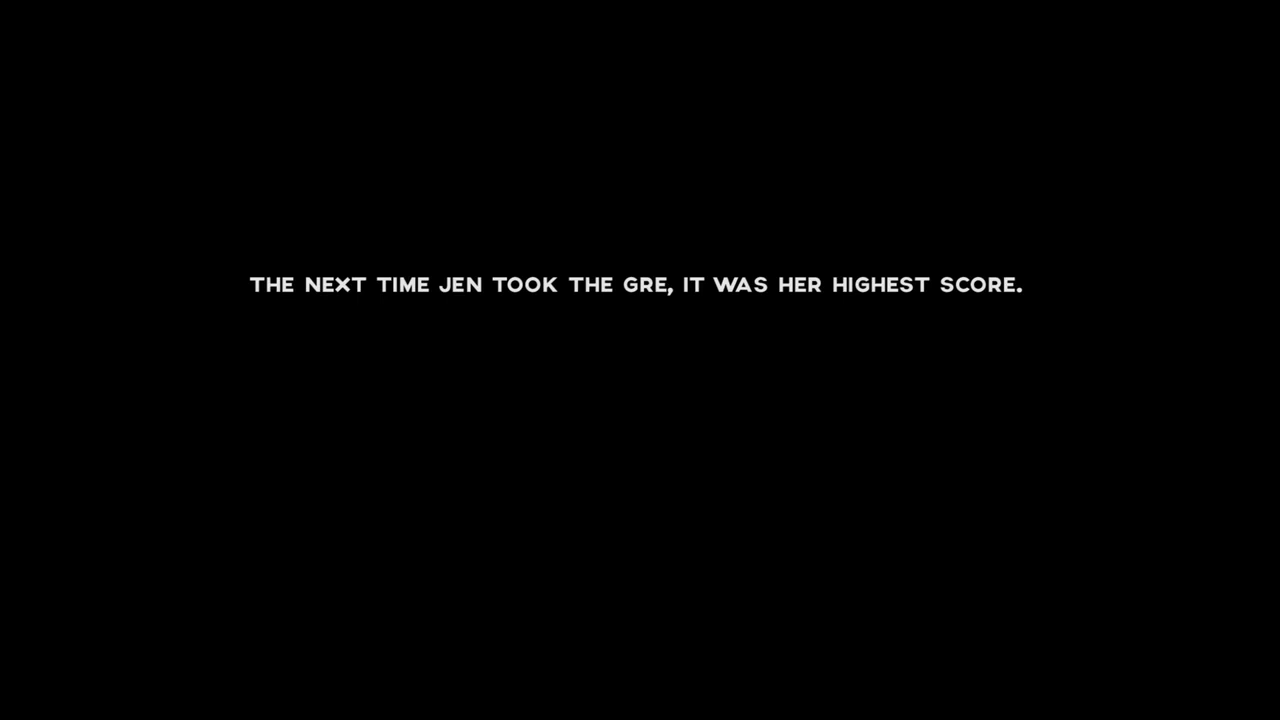 THE NEXT TIME JEN TOOK THE GRE, IT WAS HER HIGHEST SCORE.